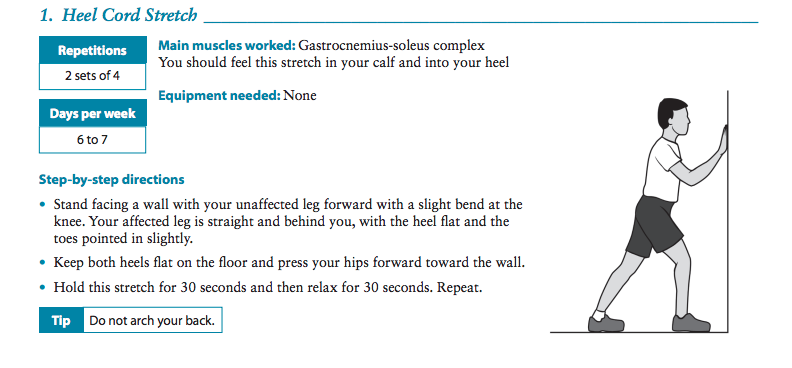 1. Heel Cord Stretch
Repetitions
2 sets of 4
Days per week
6 to 7
Main muscles worked: Gastrocnemius-soleus complex
You should feel this stretch in your calf and into your heel
Equipment needed: None
Step-by-step directions
• Stand facing a wall with your unaffected leg forward with a slight bend at the
knee. Your affected leg is straight and behind you, with the heel flat and the
toes pointed in slightly.
• Keep both heels flat on the floor and press your hips forward toward the wall.
• Hold this stretch for 30 seconds and then relax for 30 seconds. Repeat.
Tip Do not arch your back.